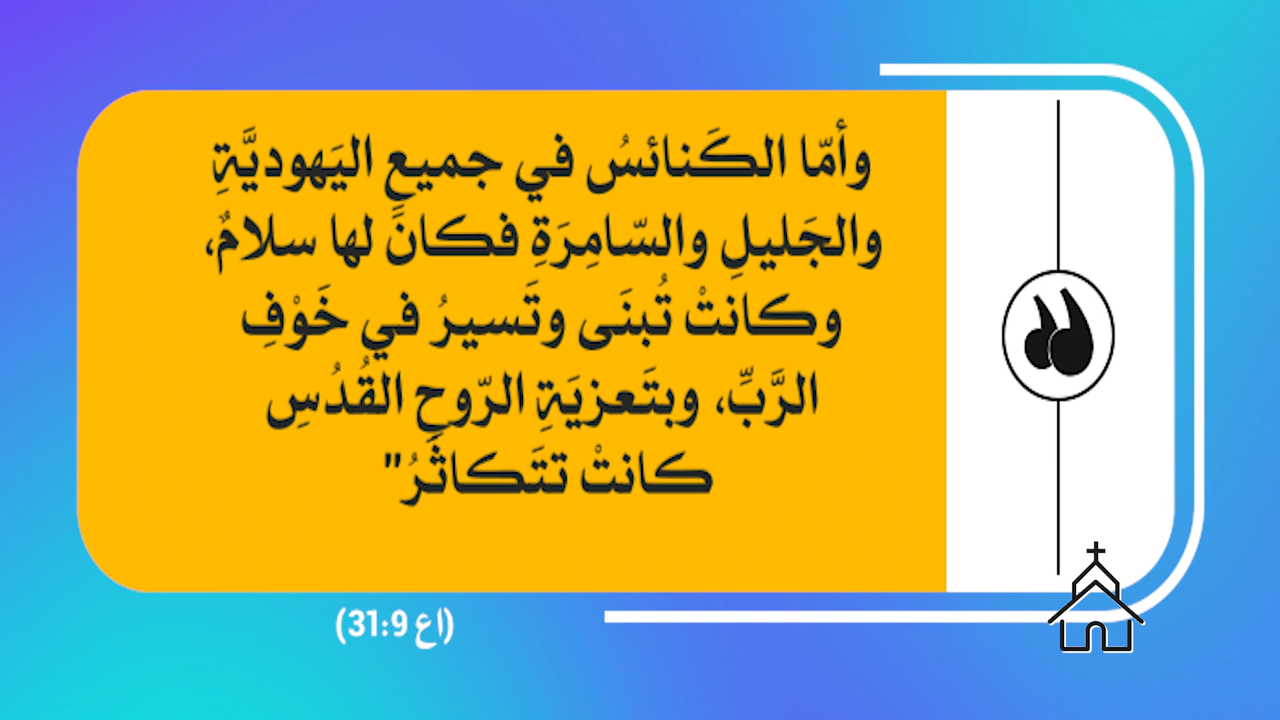 وأمّا الكَنائسُ في جميعِ اليَهوديَّةِ
والجَليلِ والسّامِرَةِ فكانَ لها سلامٌ،
وكانتْ تُبنَى وتَسيرُ في خَوْفِ
الرَّبِّ، وبتَعزيَةِ الرّوحِ القُدُسِ
كانتْ تتَكاثَرُ"
(اع 31:9)